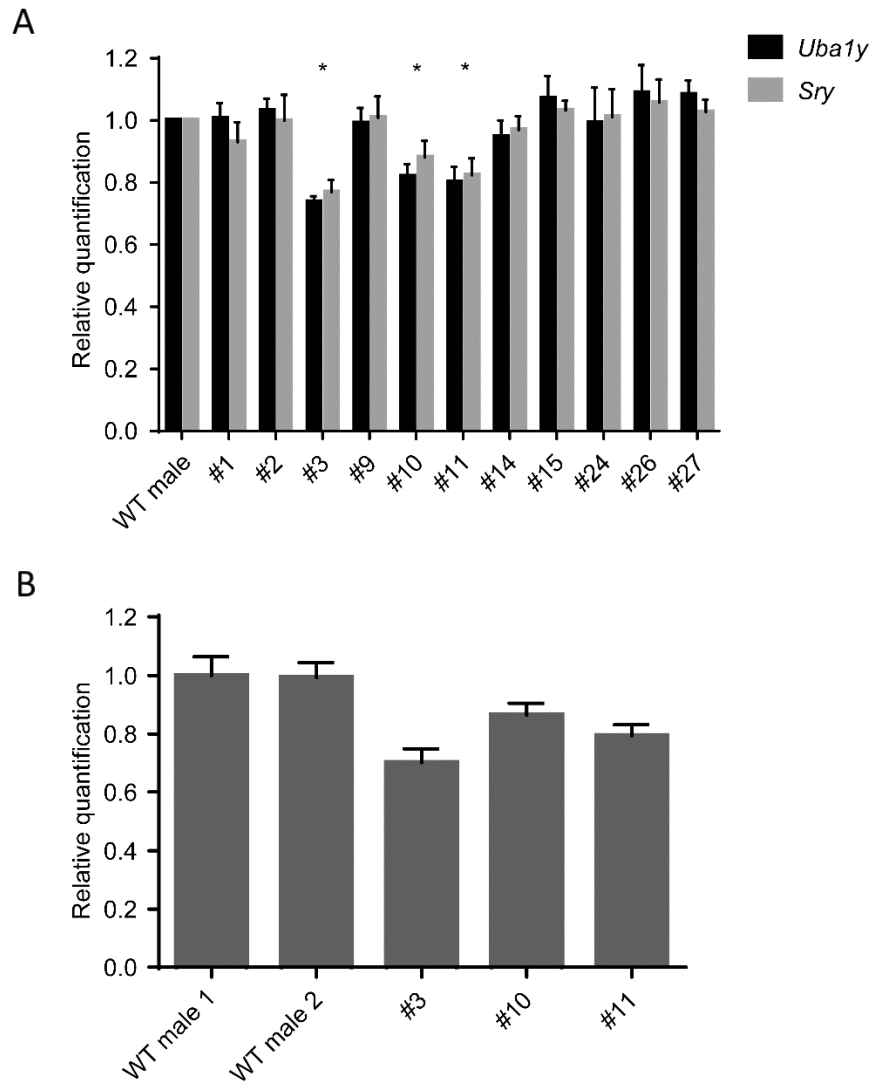 A
1.2
1.0
0.8
0.6
0.4
0.2
0.0
Relative quantification
* * *
Uba1y
Sry
WT male #1 #2 #3 #9 #10 #11 #14 #15 #24 #26 #27
B
1.2
1.0
0.8
0.6
0.4
0.2
0.0
Relative quantification
WT male 1 WT male 2 #3 #10 #11